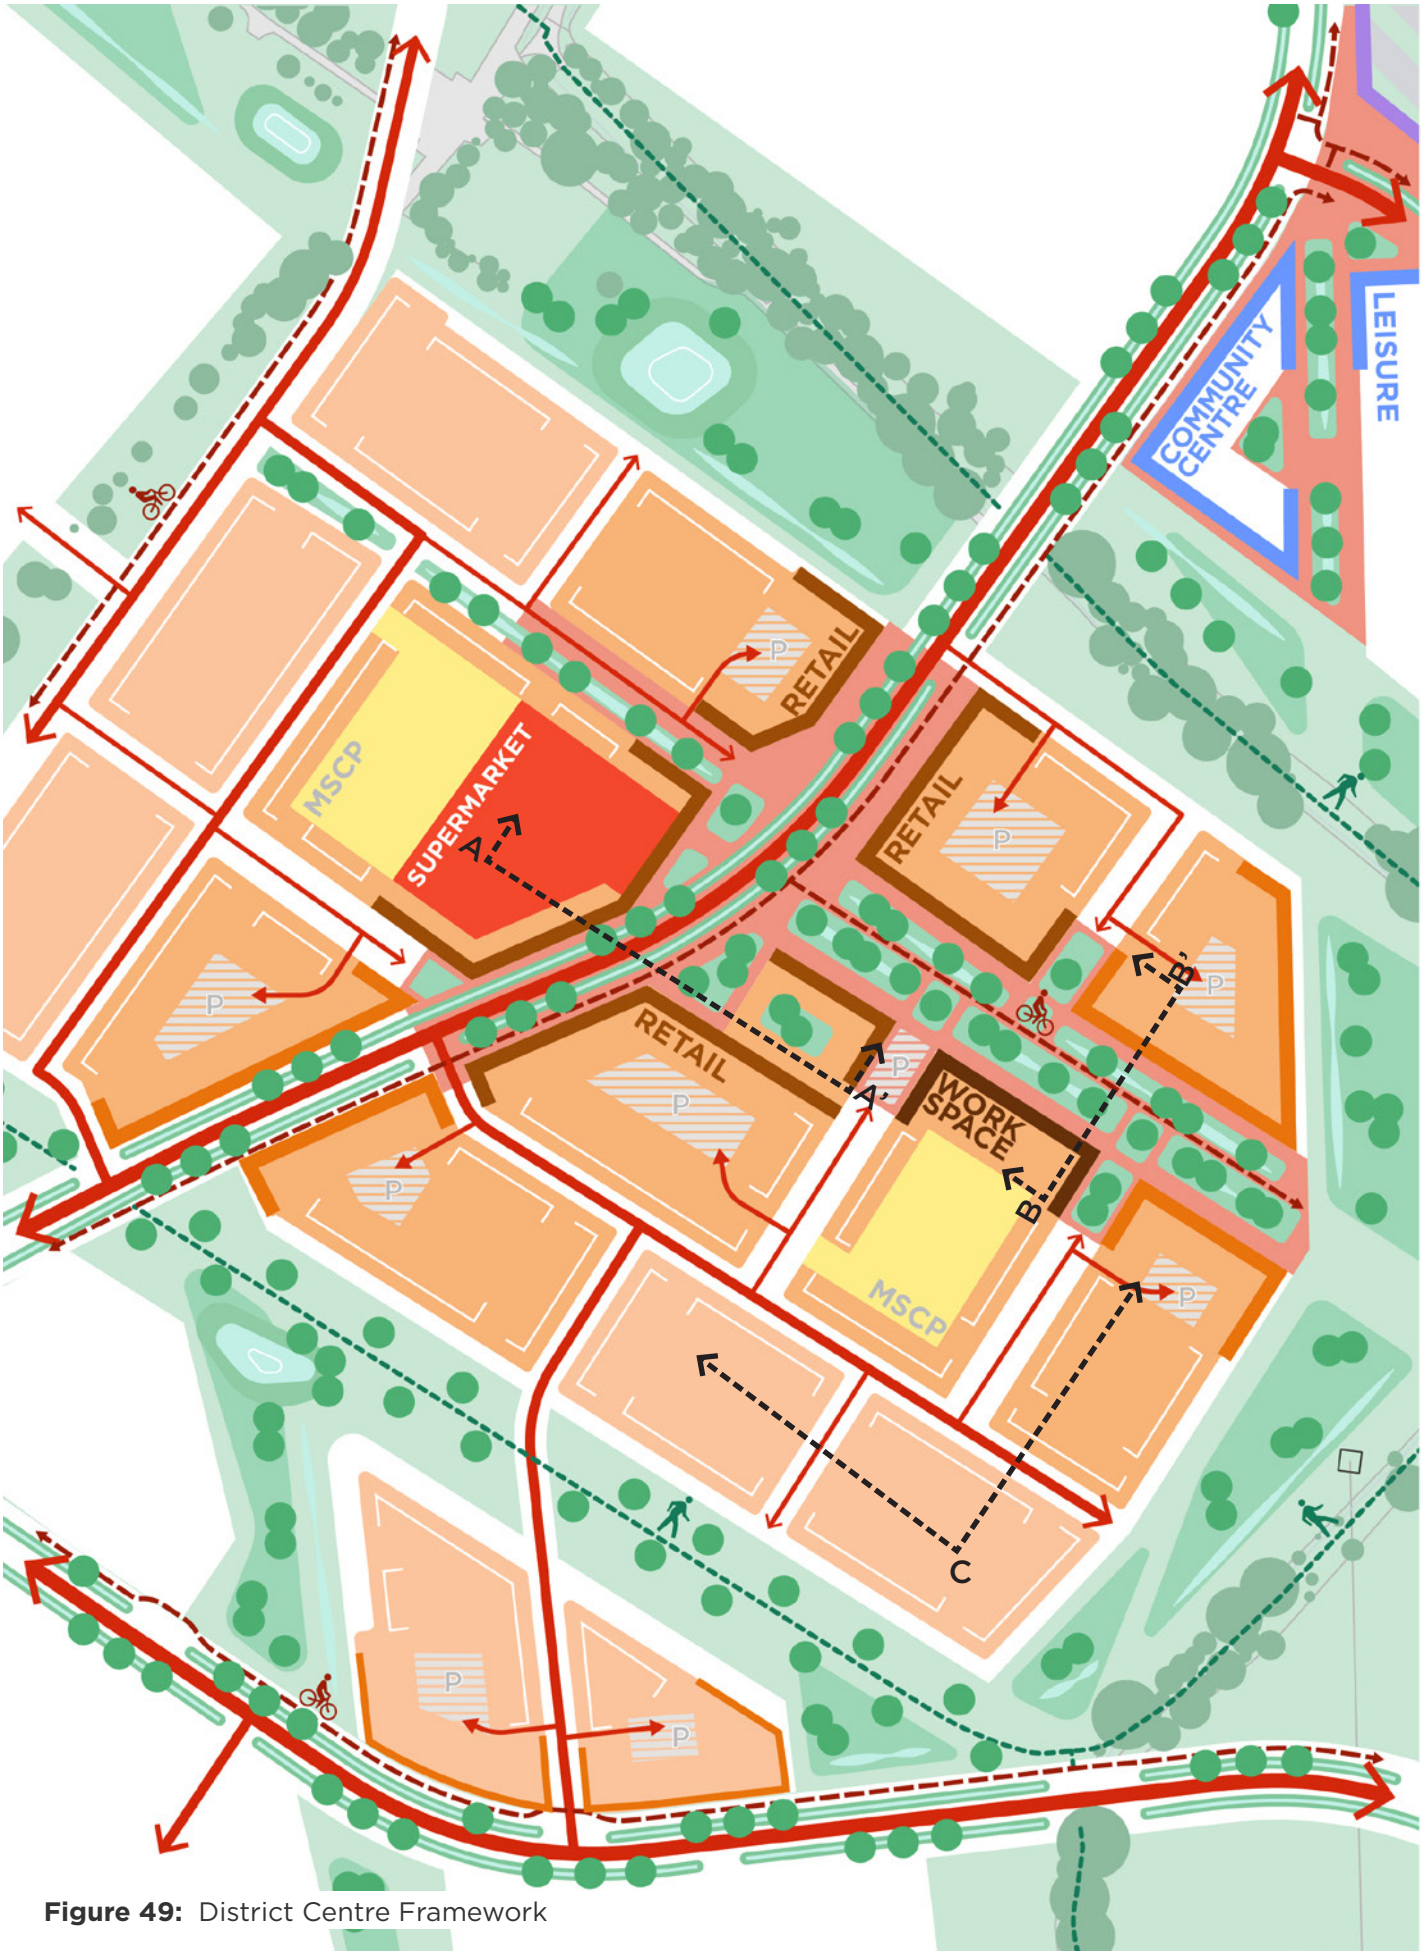 LEISURE
COMMUNITY
CENTRE
P
RETAIL
MSCP
SUPERMARKET
A
RETAIL
P
P
B'
P
P
RETAIL
P
A'
P
WORK
SPACE
P
B
MSCP
P
C
P
P
Figure 49: District Centre Framework